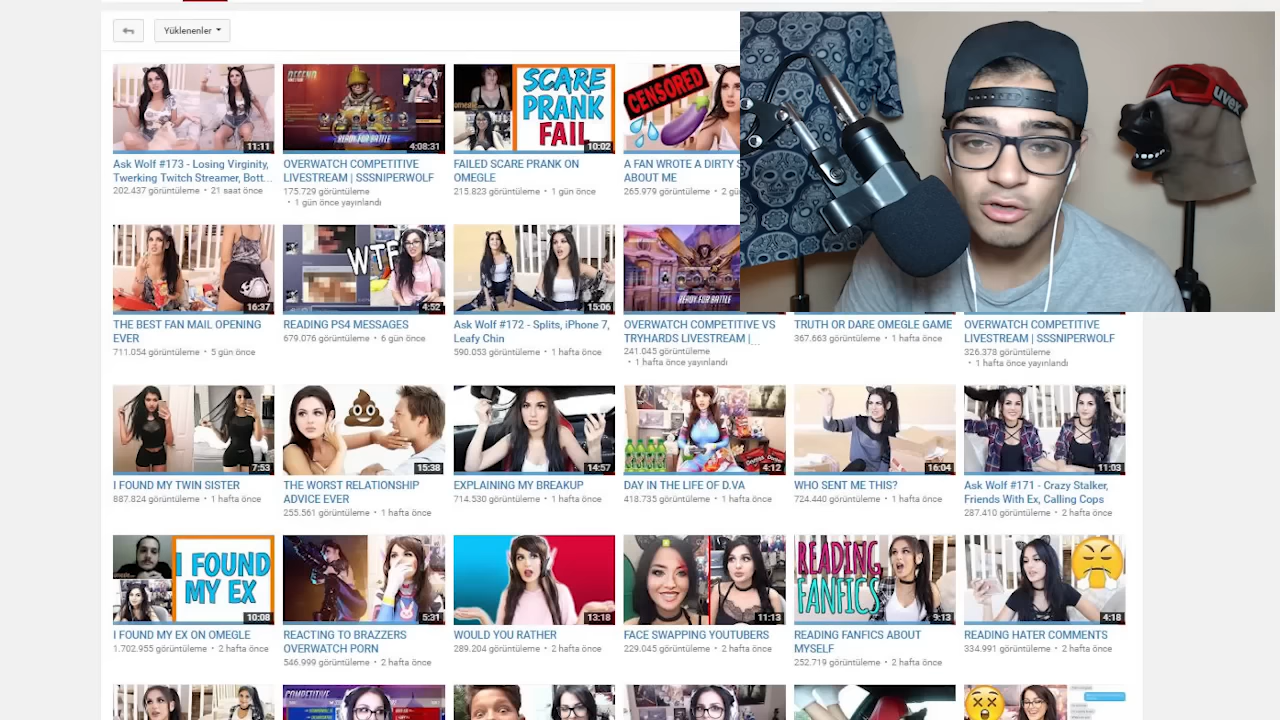 Yüklenenler
DEFEND
READY FOR BATTLE
SCARE
PRANK
FAIL
CENSORED
uvex
11:11
4:08:31
10:02
Ask Wolf #173 - Losing Virginity,
Twerking Twitch Streamer, Bott...
202.437 görüntüleme • 21 saat önce
OVERWATCH COMPETITIVE
LIVESTREAM | SSSNIPERWOLF
175.729 görüntüleme
• 1 gün önce yayınlandı
FAILED SCARE PRANK ON
OMEGLE
215.823 görüntüleme • 1 gün önce
A FAN WROTE A DIRTY S
ABOUT ME
265.979 görüntüleme • 2 gü
WTF
READY FOR BATTLE
16:37
4:52
15:06
THE BEST FAN MAIL OPENING
EVER
711.054 görüntüleme • 5 gün önce
READING PS4 MESSAGES
679.076 görüntüleme • 6 gün önce
Ask Wolf #172 - Splits, iPhone 7,
Leafy Chin
590.053 görüntüleme • 1 hafta önce
OVERWATCH COMPETITIVE VS
TRYHARDS LIVESTREAM |...
241.045 görüntüleme
• 1 hafta önce yayınlandı
TRUTH OR DARE OMEGLE GAME
367.663 görüntüleme • 1 hafta önce
OVERWATCH COMPETITIVE
LIVESTREAM | SSSNIPERWOLF
326.378 görüntüleme
• 1 hafta önce yayınlandı
Doritos
7:53
15:38
14:57
4:12
16:04
11:03
I FOUND MY TWIN SISTER
887.824 görüntüleme • 1 hafta önce
THE WORST RELATIONSHIP
ADVICE EVER
255.561 görüntüleme • 1 hafta önce
EXPLAINING MY BREAKUP
714.530 görüntüleme • 1 hafta önce
DAY IN THE LIFE OF D.VA
418.735 görüntüleme • 1 hafta önce
WHO SENT ME THIS?
724.440 görüntüleme • 1 hafta önce
Ask Wolf #171 - Crazy Stalker,
Friends With Ex, Calling Cops
287.410 görüntüleme • 2 hafta önce
I FOUND
MY EX
READING
FANFICS
10:08
5:31
13:18
11:13
9:13
4:18
I FOUND MY EX ON OMEGLE
1.702.955 görüntüleme • 2 hafta önce
REACTING TO BRAZZERS
OVERWATCH PORN
546.999 görüntüleme • 2 hafta önce
WOULD YOU RATHER
289.204 görüntüleme • 2 hafta önce
FACE SWAPPING YOUTUBERS
229.045 görüntüleme • 2 hafta önce
READING FANFICS ABOUT
MYSELF
252.719 görüntüleme • 2 hafta önce
READING HATER COMMENTS
334.991 görüntüleme • 2 hafta önce
COMPETITIVE